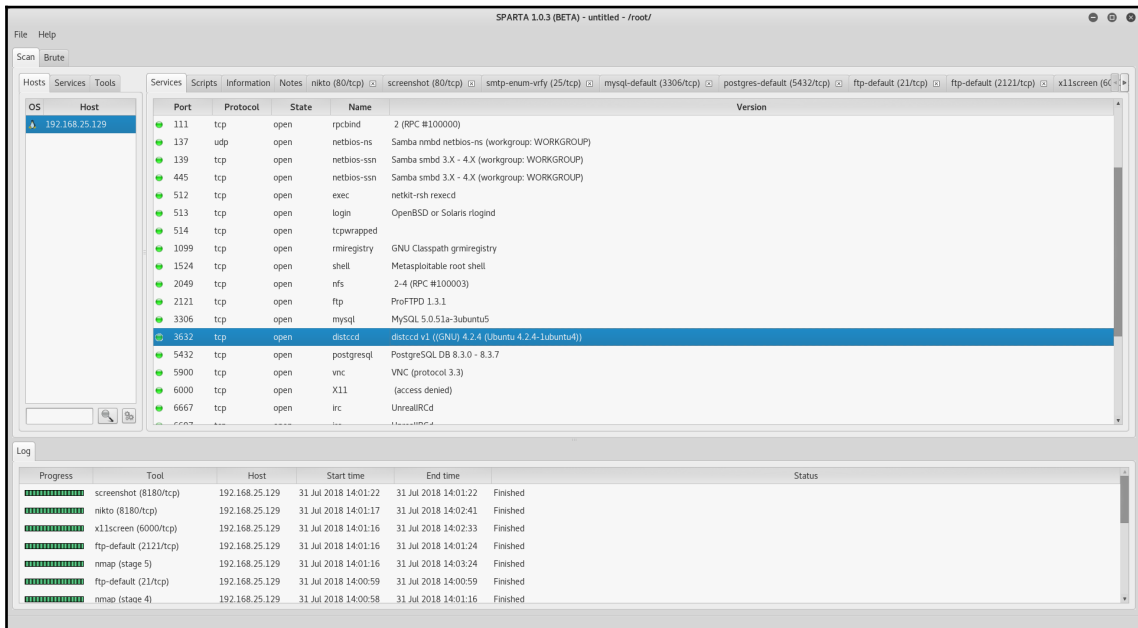 SPARTA 1.0.3 (BETA) - untitled - /root/
File Help
Scan Brute
Hosts Services Tools
Services Scripts Information Notes nikto (80/tcp) screenshot (80/tcp) smtp-enum-vrfy (25/tcp) mysql-default (3306/tcp) postgres-default (5432/tcp) ftp-default (21/tcp) ftp-default (2121/tcp) x11screen (60
OS Host
192.168.25.129
Port Protocol State Name Version
111 tcp open rpcbind 2 (RPC #100000)
137 udp open netbios-ns Samba nmbd netbios-ns (workgroup: WORKGROUP)
139 tcp open netbios-ssn Samba smbd 3.X - 4.X (workgroup: WORKGROUP)
445 tcp open netbios-ssn Samba smbd 3.X - 4.X (workgroup: WORKGROUP)
512 tcp open exec netkit-rsh rexecd
513 tcp open login OpenBSD or Solaris rlogind
514 tcp open tcpwrapped
1099 tcp open rmiregistry GNU Classpath grmiregistry
1524 tcp open shell Metasploitable root shell
2049 tcp open nfs 2-4 (RPC #100003)
2121 tcp open ftp ProFTPD 1.3.1
3306 tcp open mysql MySQL 5.0.51a-3ubuntu5
3632 tcp open distccd distccd v1 ((GNU) 4.2.4 (Ubuntu 4.2.4-1ubuntu4))
5432 tcp open postgresql PostgreSQL DB 8.3.0 - 8.3.7
5900 tcp open vnc VNC (protocol 3.3)
6000 tcp open X11 (access denied)
6667 tcp open irc UnrealIRCd
Log
Progress Tool Host Start time End time Status
screenshot (8180/tcp) 192.168.25.129 31 Jul 2018 14:01:22 31 Jul 2018 14:01:22 Finished
nikto (8180/tcp) 192.168.25.129 31 Jul 2018 14:01:17 31 Jul 2018 14:02:41 Finished
x11screen (6000/tcp) 192.168.25.129 31 Jul 2018 14:01:16 31 Jul 2018 14:02:33 Finished
ftp-default (2121/tcp) 192.168.25.129 31 Jul 2018 14:01:16 31 Jul 2018 14:01:24 Finished
nmap (stage 5) 192.168.25.129 31 Jul 2018 14:01:16 31 Jul 2018 14:03:24 Finished
ftp-default (21/tcp) 192.168.25.129 31 Jul 2018 14:00:59 31 Jul 2018 14:00:59 Finished
nmap (stage 4) 192.168.25.129 31 Jul 2018 14:00:58 31 Jul 2018 14:01:16 Finished